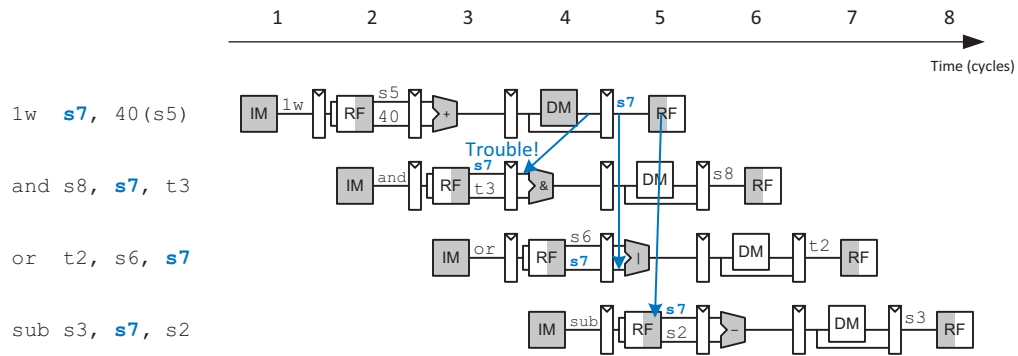 1 2 3 4 5 6 7 8
Time (cycles)
lw s7, 40(s5)
IM lw RF s5 40 + DM s7 RF
Trouble!
and s8, s7, t3
IM and RF s7 t3 & DM s8 RF
or t2, s6, s7
IM or RF s6 s7 | DM t2 RF
sub s3, s7, s2
IM sub RF s7 s2 - DM s3 RF